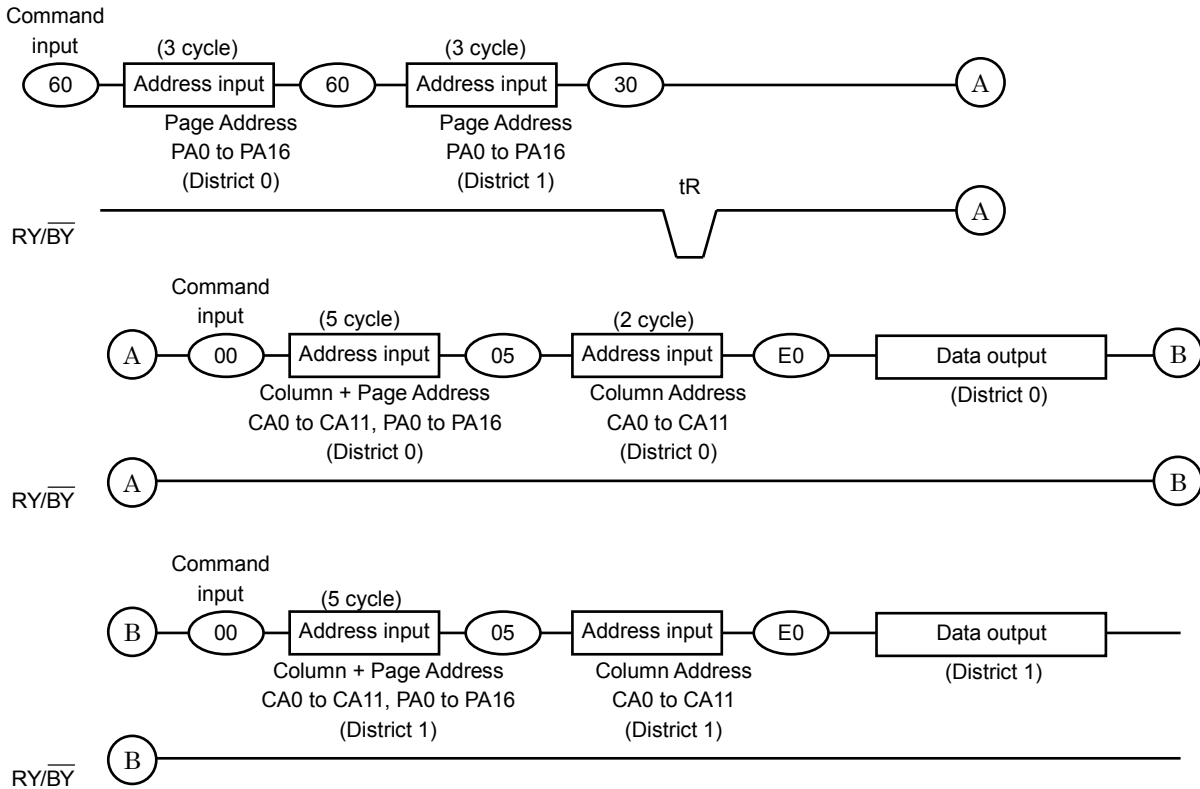 Command
input
(3 cycle)
(3 cycle)
60
Address input
60
Address input
30
A
Page Address
PA0 to PA16
(District 0)
Page Address
PA0 to PA16
(District 1)
tR
RY/BY
A
Command
input
(5 cycle)
(2 cycle)
A
00
Address input
05
Address input
E0
Data output
B
Column + Page Address
CA0 to CA11, PA0 to PA16
(District 0)
Column Address
CA0 to CA11
(District 0)
(District 0)
RY/BY
A
B
Command
input
(5 cycle)
B
00
Address input
05
Address input
E0
Data output
Column + Page Address
CA0 to CA11, PA0 to PA16
(District 1)
Column Address
CA0 to CA11
(District 1)
(District 1)
RY/BY
B